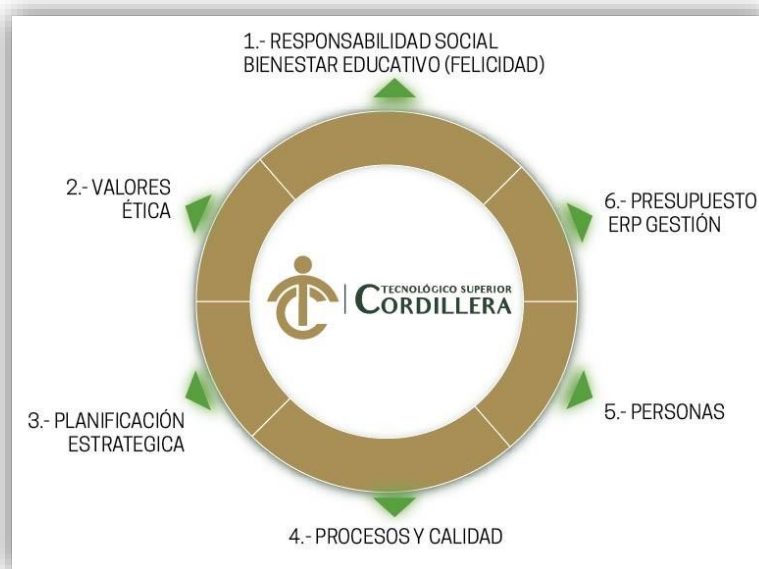 1.- RESPONSABILIDAD SOCIAL
BIENESTAR EDUCATIVO (FELICIDAD)
2.- VALORES
ÉTICA
6.- PRESUPUESTO
ERP GESTIÓN
TECNOLÓGICO SUPERIOR
CORDILLERA
3.- PLANIFICACIÓN
ESTRATEGICA
5.- PERSONAS
4.- PROCESOS Y CALIDAD